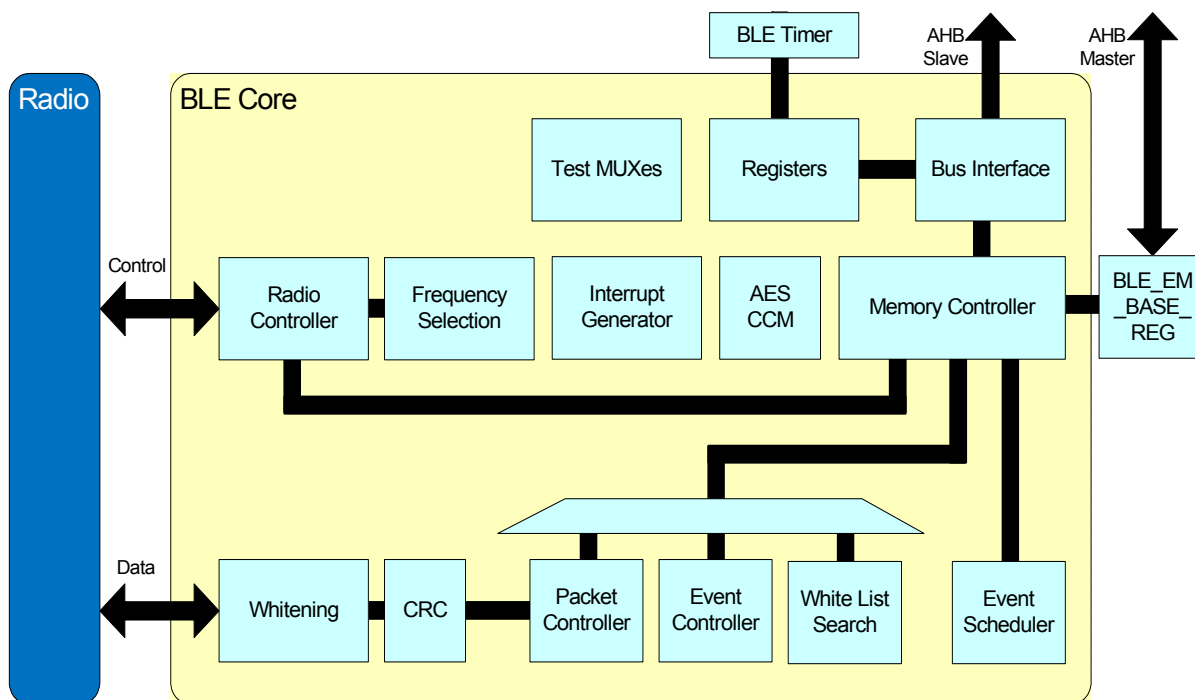 BLE Timer
AHB
Slave
AHB
Master
Radio
BLE Core
Test MUXes
Registers
Bus Interface
Control
Radio
Controller
Frequency
Selection
Interrupt
Generator
AES
CCM
Memory Controller
BLE_EM
_BASE_
REG
Data
Whitening
CRC
Packet
Controller
Event
Controller
White List
Search
Event
Scheduler